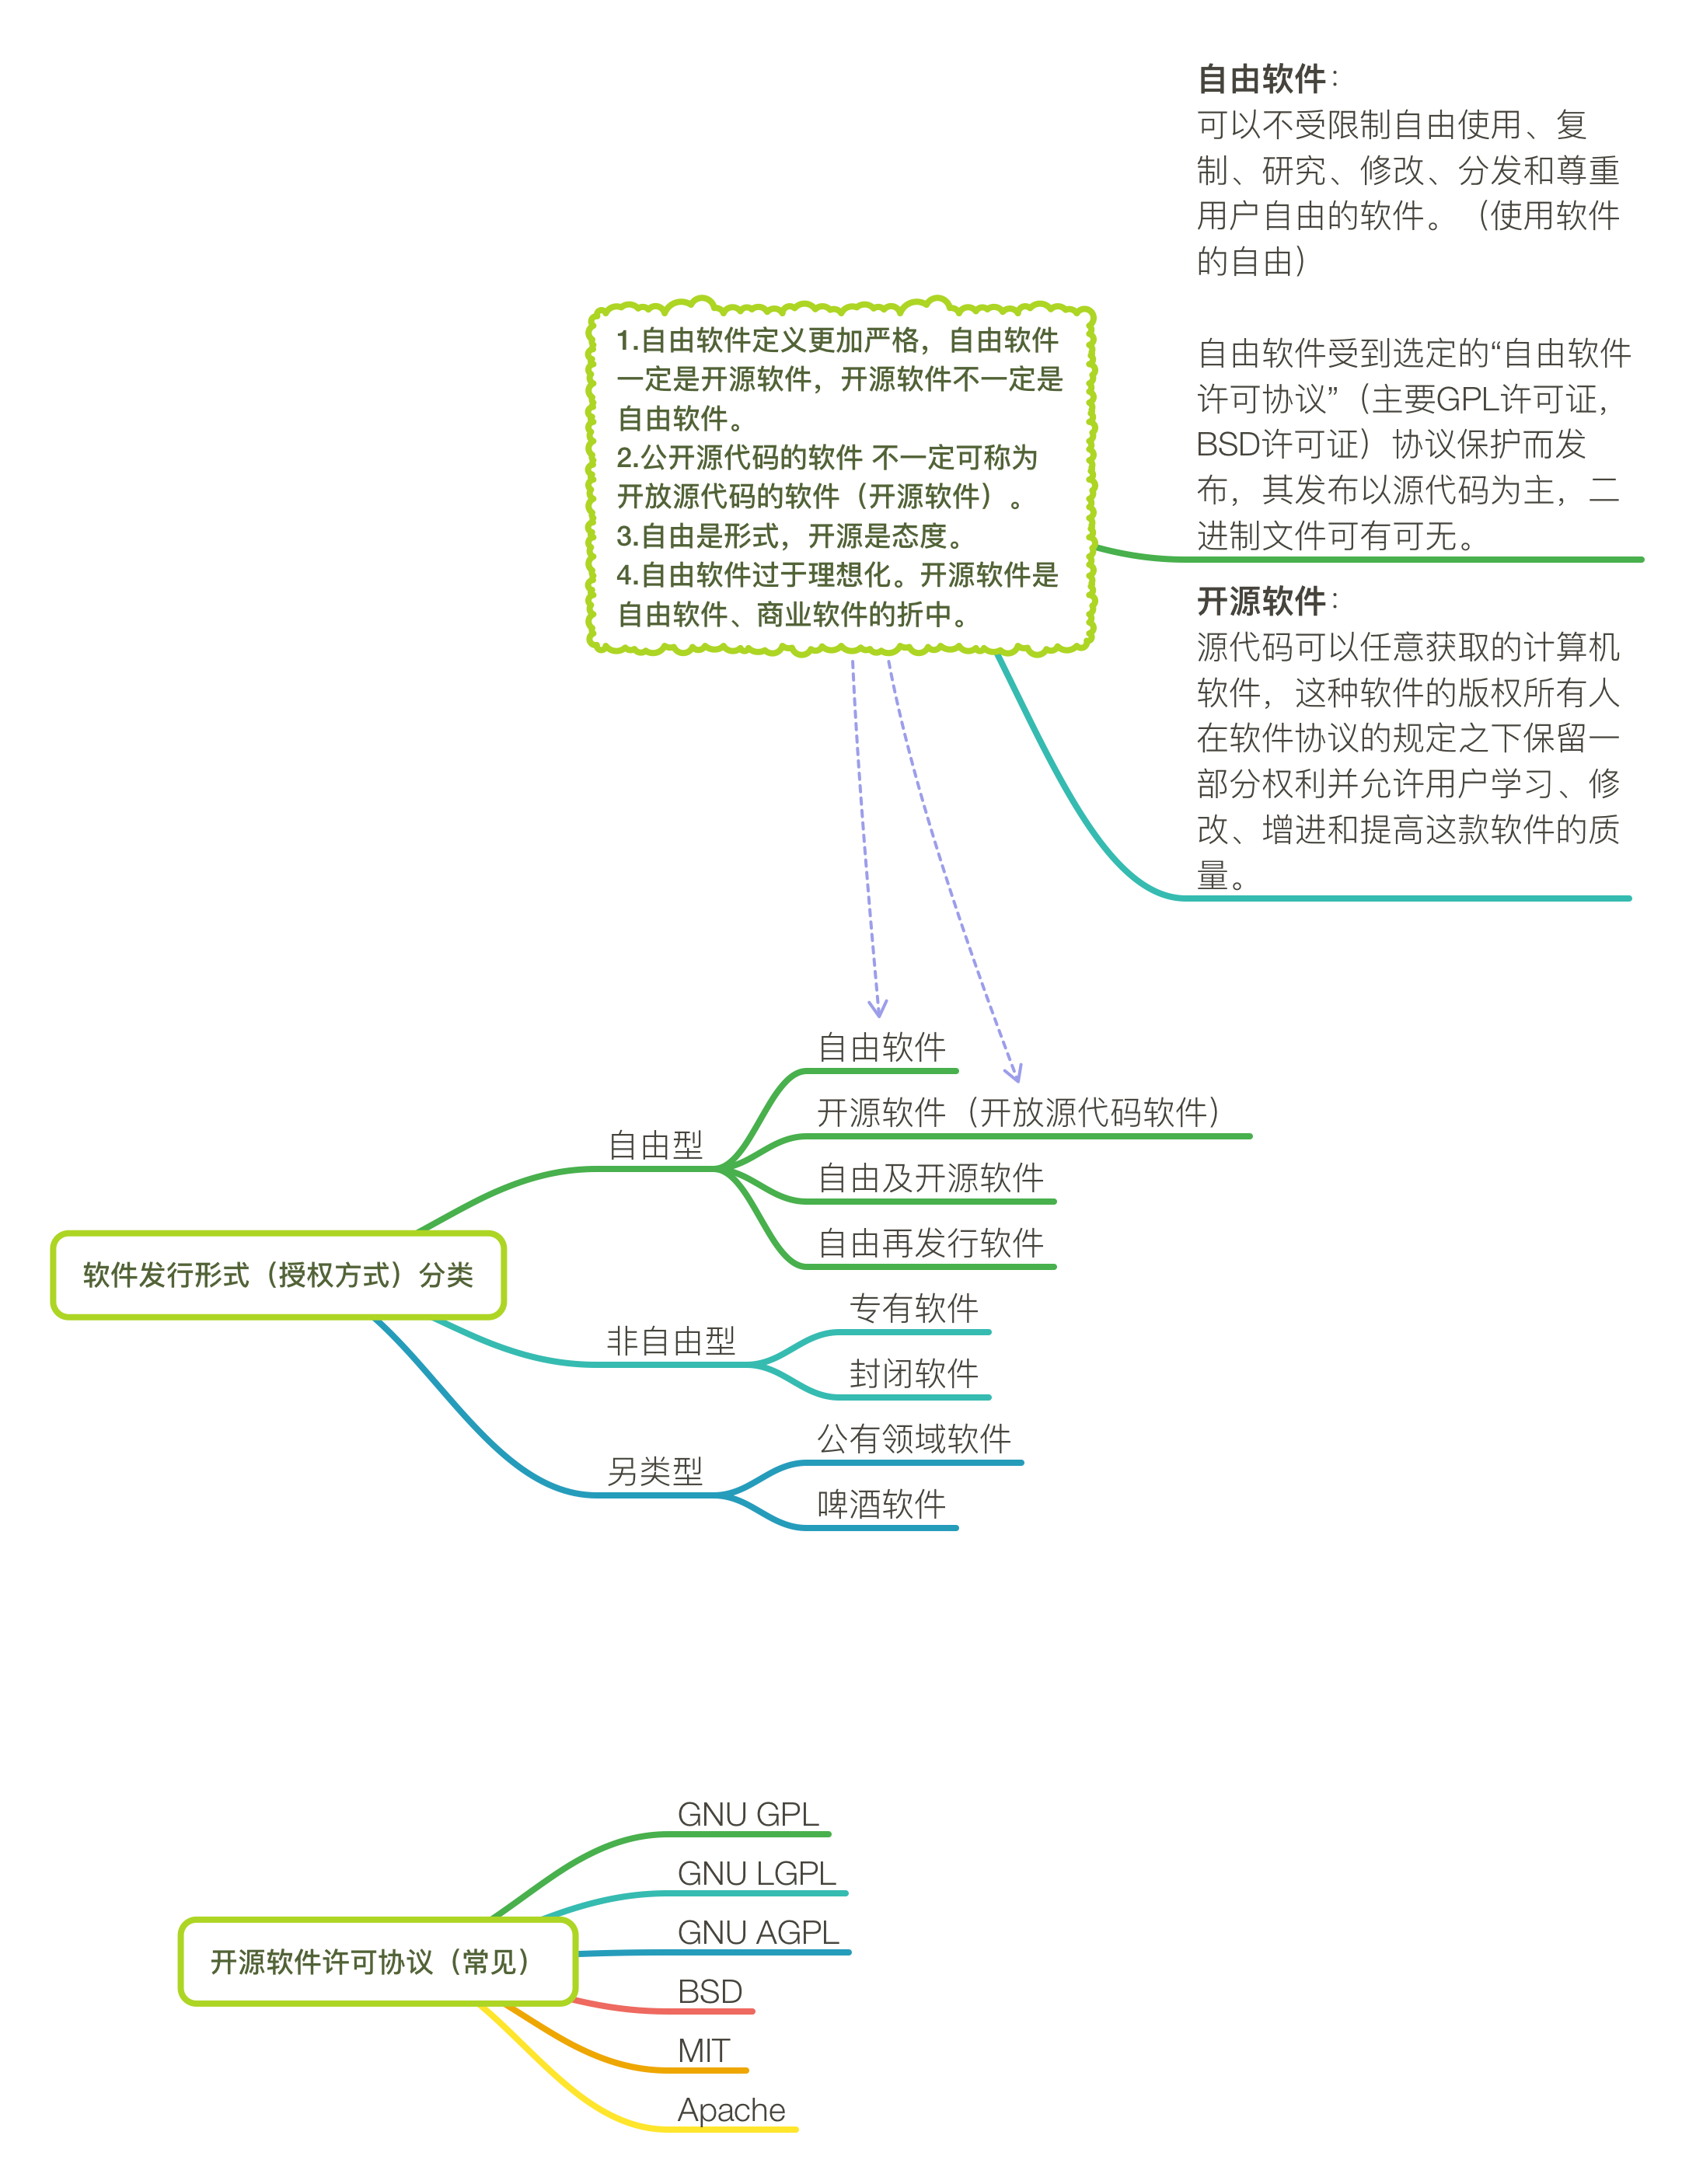 自由软件：
可以不受限制自由使用、复
制、研究、修改、分发和尊重
用户自由的软件。（使用软件
的自由）
自由软件受到选定的“自由软件
许可协议”（主要GPL许可证，
BSD许可证）协议保护而发
布，其发布以源代码为主，二
进制文件可有可无。
1.自由软件定义更加严格，自由软件
一定是开源软件，开源软件不一定是
自由软件。
2.公开源代码的软件 不一定可称为
开放源代码的软件（开源软件）。
3.自由是形式，开源是态度。
4.自由软件过于理想化。开源软件是
自由软件、商业软件的折中。
开源软件：
源代码可以任意获取的计算机
软件，这种软件的版权所有人
在软件协议的规定之下保留一
部分权利并允许用户学习、修
改、增进和提高这款软件的质
量。
软件发行形式（授权方式）分类
自由型
自由软件
开源软件（开放源代码软件）
自由及开源软件
自由再发行软件
非自由型
专有软件
封闭软件
另类型
公有领域软件
啤酒软件
开源软件许可协议（常见）
GNU GPL
GNU LGPL
GNU AGPL
BSD
MIT
Apache